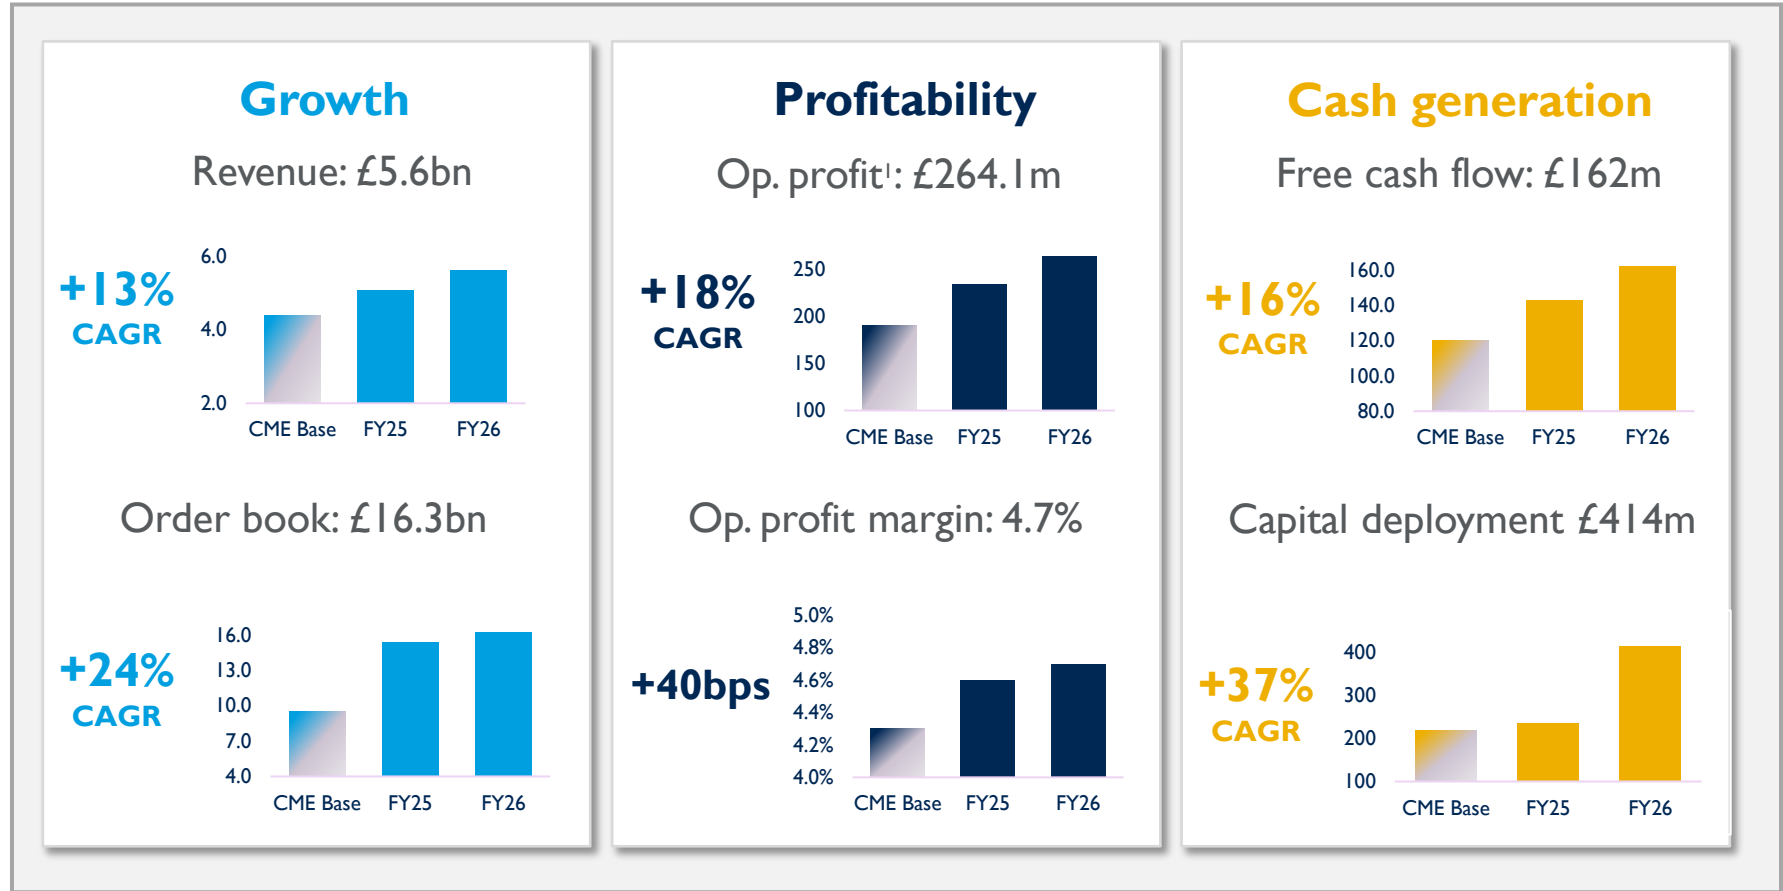 Growth
Revenue: £5.6bn
+13%
CAGR
6.0
4.0
2.0
CME Base FY25 FY26
Order book: £16.3bn
+24%
CAGR
16.0
13.0
10.0
7.0
4.0
CME Base FY25 FY26
Profitability
Op. profit¹: £264.1m
+18%
CAGR
250
200
150
100
CME Base FY25 FY26
Op. profit margin: 4.7%
+40bps
5.0%
4.8%
4.6%
4.4%
4.2%
4.0%
CME Base FY25 FY26
Cash generation
Free cash flow: £162m
+16%
CAGR
160.0
140.0
120.0
100.0
80.0
CME Base FY25 FY26
Capital deployment £414m
+37%
CAGR
400
300
200
100
CME Base FY25 FY26